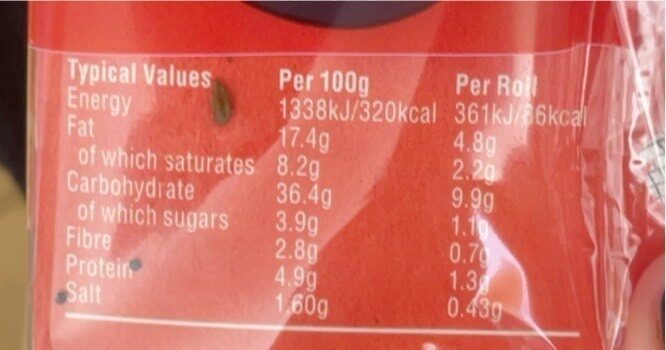 Typical Values Per 100g Per Roll
Energy 1338kJ/320kcal 361kJ/86kcal
Fat 17.4g 4.8g
of which saturates 8.2g 2.2g
Carbohydrate 36.4g 9.9g
of which sugars 3.9g 1.1g
Fibre 2.8g 0.7g
Protein 4.9g 1.3g
Salt 1.60g 0.43g